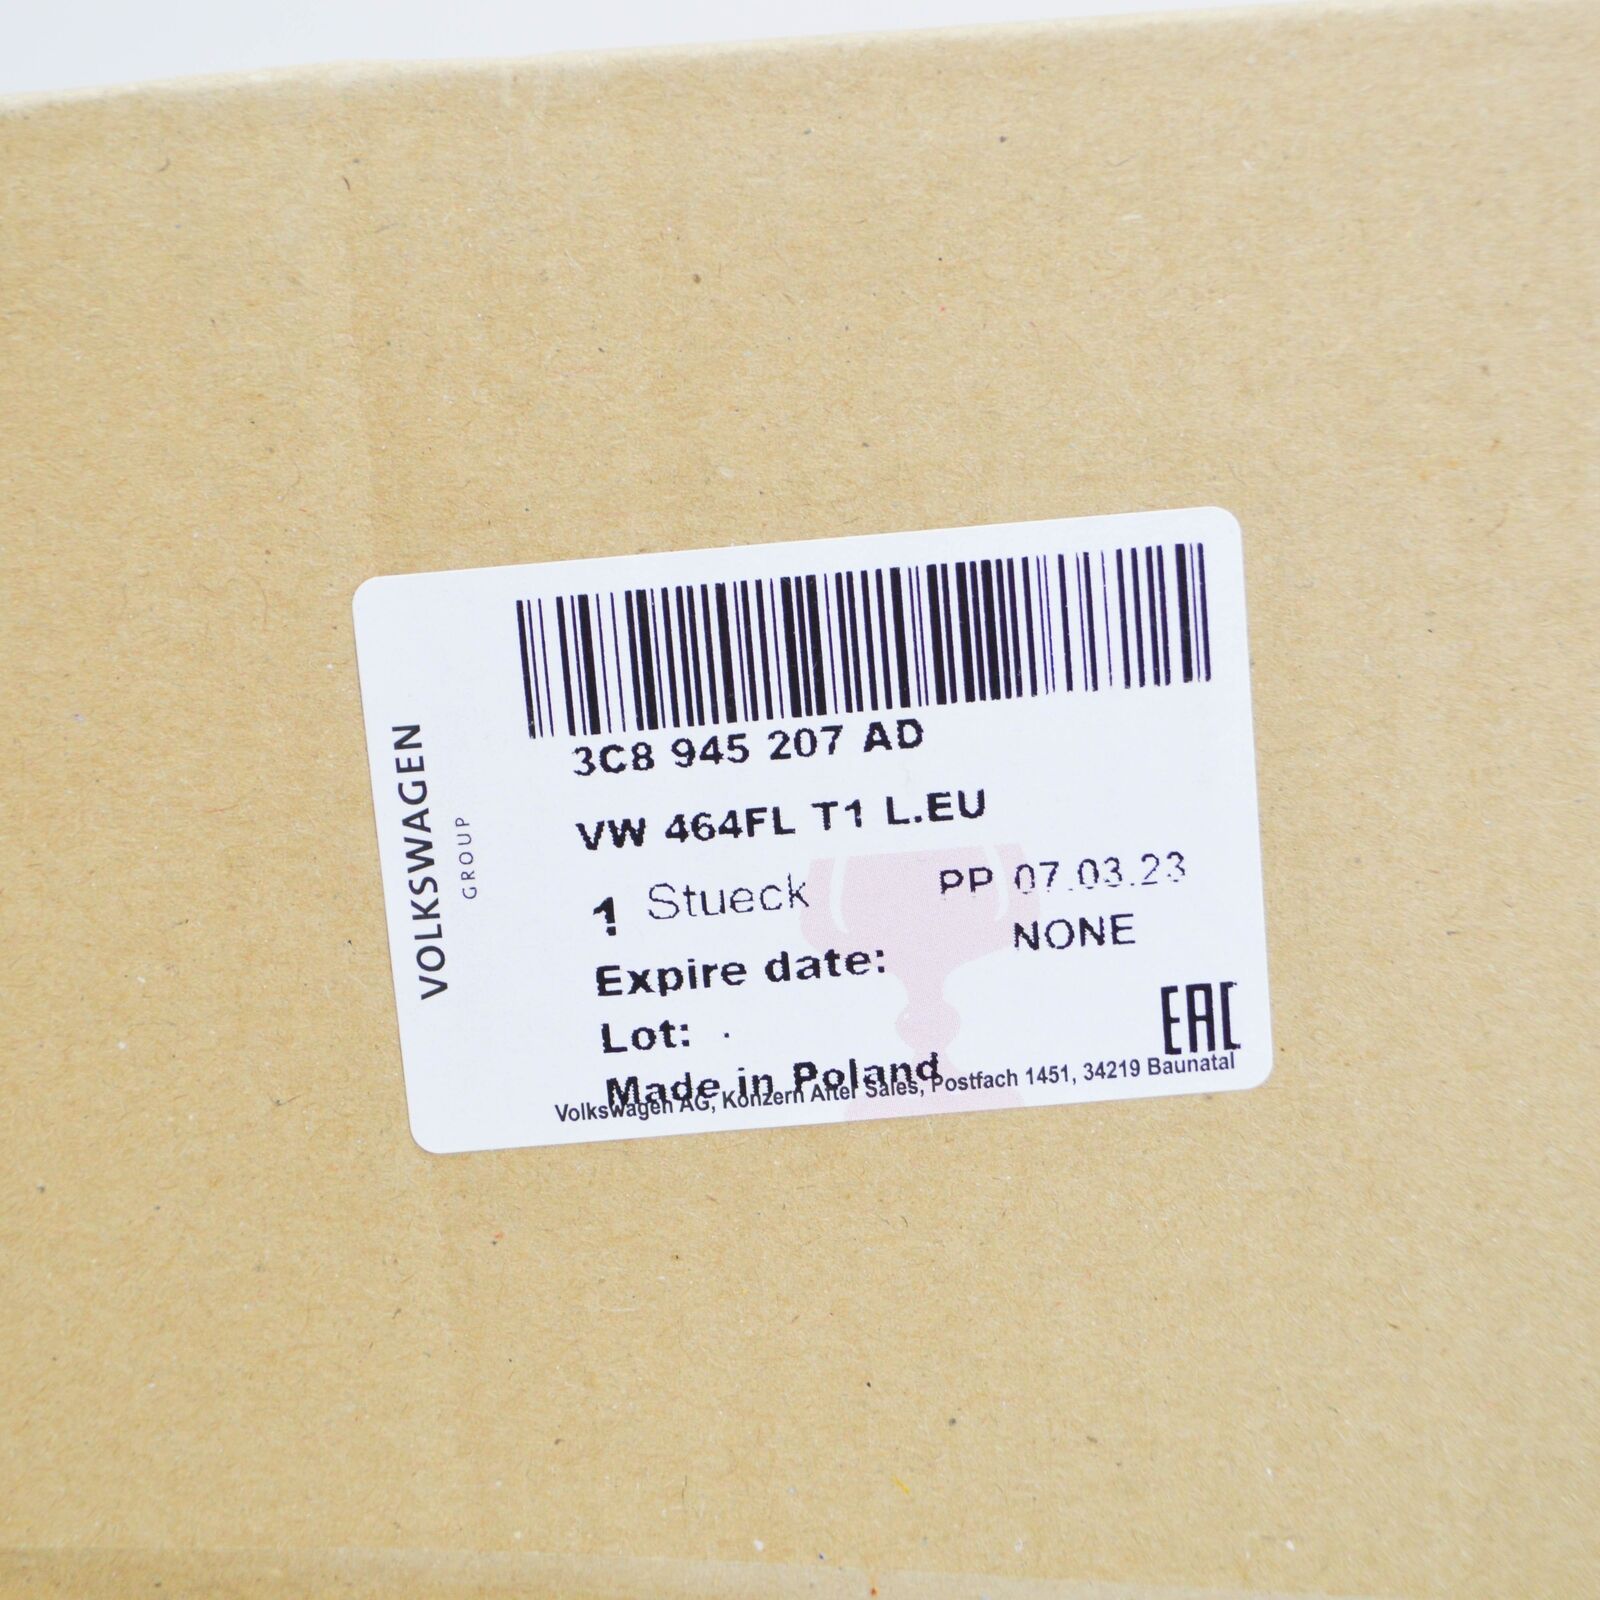 VOLKSWAGEN
GROUP
3C8 945 207 AD
VW 464FL T1 L.EU
1 Stueck PP 07.03.23
Expire date: NONE
Lot: .
EAC
Made in Poland
Volkswagen AG, Konzern After Sales, Postfach 1451, 34219 Baunatal